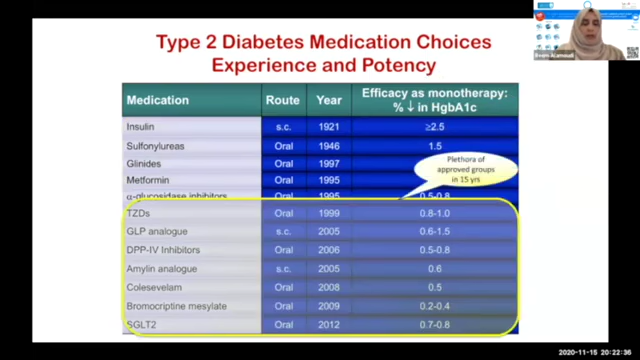 Type 2 Diabetes Medication Choices
Experience and Potency
Medication Route Year Efficacy as monotherapy:
% ↓ in HgbA1c
Insulin s.c. 1921 ≥2.5
Sulfonylureas Oral 1946 1.5
Glinides Oral 1997
Metformin Oral 1995
α-glucosidase inhibitors Oral 1995 0.5-0.8
Plethora of
approved groups
in 15 yrs
TZDs Oral 1999 0.8-1.0
GLP analogue s.c. 2005 0.6-1.5
DPP-IV Inhibitors Oral 2006 0.5-0.8
Amylin analogue s.c. 2005 0.6
Colesevelam Oral 2008 0.5
Bromocriptine mesylate Oral 2009 0.2-0.4
SGLT2 Oral 2012 0.7-0.8
2020-11-15 20:22:36